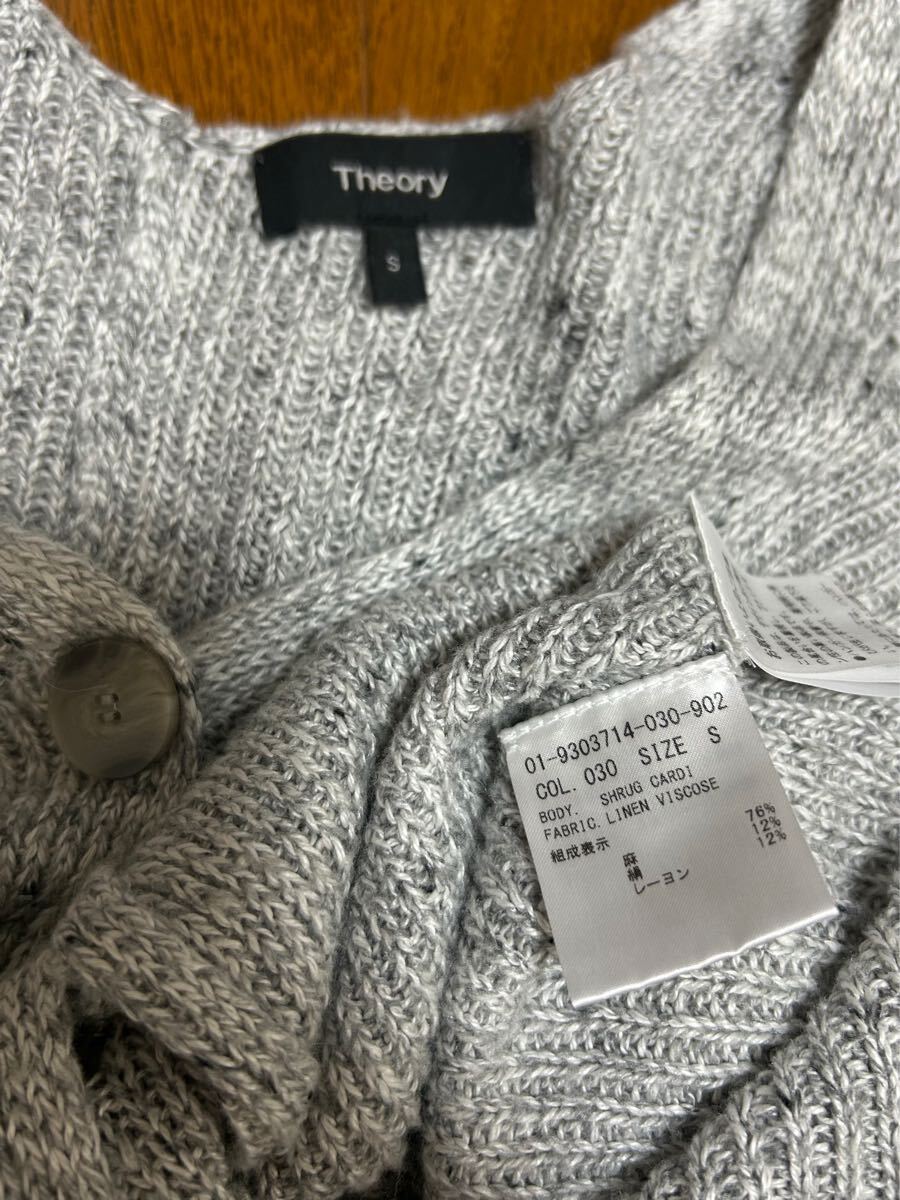 Theory
S
01-9303714-030-902
COL. 030 SIZE S
BODY. SHRUG CARDI
FABRIC. LINEN VISCOSE
組成表示
麻 76%
絹 12%
レーヨン 12%